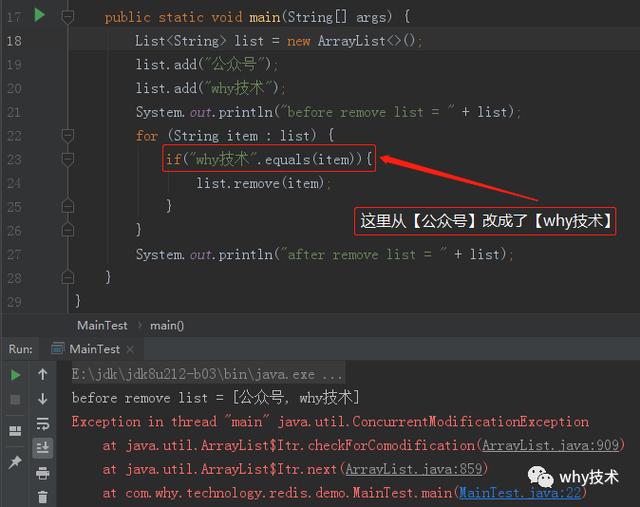 17 public static void main(String[] args) {
18 List<String> list = new ArrayList<>();
19 list.add("公众号");
20 list.add("why技术");
21 System.out.println("before remove list = " + list);
22 for (String item : list) {
23 if("why技术".equals(item)){
24 list.remove(item);
25 }
这里从【公众号】改成了【why技术】
26 }
27 System.out.println("after remove list = " + list);
28 }
29 }
MainTest › main()
Run: MainTest ×
E:\jdk\jdk8u212-b03\bin\java.exe ...
before remove list = [公众号, why技术]
Exception in thread "main" java.util.ConcurrentModificationException
at java.util.ArrayList$Itr.checkForComodification(ArrayList.java:909)
at java.util.ArrayList$Itr.next(ArrayList.java:859)
at com.why.technology.redis.demo.MainTest.main(MainTest.java:22)
why技术